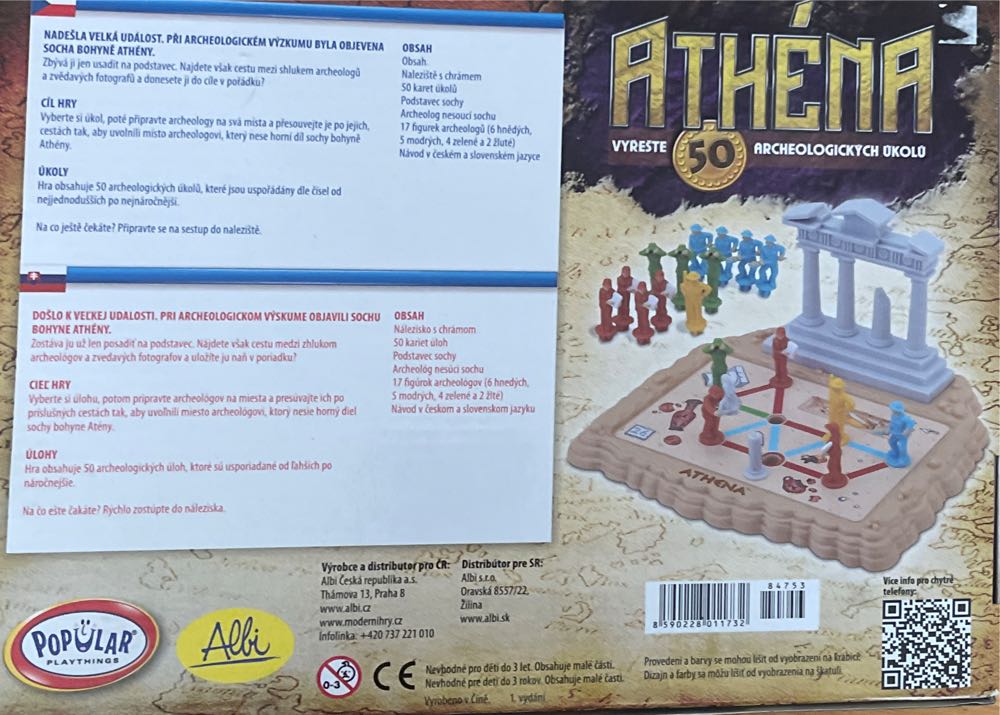 NADEŠLA VELKÁ UDÁLOST. PŘI ARCHEOLOGICKÉM VÝZKUMU BYLA OBJEVENA
SOCHA BOHYNĚ ATHÉNY.
Zbývá ji jen usadit na podstavec. Najdete však cestu mezi shlukem archeologů
a zvědavých fotografů a donesete ji do cíle v pořádku?
CÍL HRY
Vyberte si úkol, poté připravte archeology na svá místa a přesouvejte je po jejich,
cestách tak, aby uvolnili místo archeologovi, který nese horní díl sochy bohyně
Athény.
ÚKOLY
Hra obsahuje 50 archeologických úkolů, které jsou uspořádány dle čísel od
nejjednodušších po nejnáročnější.
Na co ještě čekáte? Připravte se na sestup do naleziště.
OBSAH
Obsah.
Naleziště s chrámem
50 karet úkolů
Podstavec sochy
Archeolog nesoucí sochu
17 figurek archeologů (6 hnědých,
5 modrých, 4 zelené a 2 žluté)
Návod v českém a slovenském jazyce
DOŠLO K VEĽKEJ UDALOSTI. PRI ARCHEOLOGICKOM VÝSKUME OBJAVILI SOCHU
BOHYNE ATHÉNY.
Zostáva ju už len posadiť na podstavec. Nájdete však cestu medzi zhlukom
archeológov a zvedavých fotografov a uložíte ju naň v poriadku?
CIEĽ HRY
Vyberte si úlohu, potom pripravte archeológov na miesta a presúvajte ich po
príslušných cestách tak, aby uvoľnili miesto archeológovi, ktorý nesie horný diel
sochy bohyne Atény.
ÚLOHY
Hra obsahuje 50 archeologických úloh, ktoré sú usporiadané od ľahších po
náročnejšie.
Na čo ešte čakáte? Rýchlo zostúpte do náleziska.
OBSAH
Nálezisko s chrámom
50 kariet úloh
Podstavec sochy
Archeológ nesúci sochu
17 figúrok archeológov (6 hnedých,
5 modrých, 4 zelené a 2 žlté)
Návod v českom a slovenskom jazyku
ATHÉNA
VYŘEŠTE 50 ARCHEOLOGICKÝCH ÚKOLŮ
26
ATHENA
Výrobce a distributor pro ČR:
Albi Česká republika a.s.
Thámova 13, Praha 8
www.albi.cz
www.modernihry.cz
Infolinka: +420 737 221 010
Distribútor pre SR:
Albi s.r.o.
Oravská 8557/22,
Žilina
www.albi.sk
POPULAR
PLAYTHINGS
Albi
0-3
CE
Nevhodné pro děti do 3 let. Obsahuje malé části.
Nevhodné pre deti do 3 rokov. Obsahuje malé časti.
Vyrobeno v Číně. 1. vydání
84753
8590228011732
Více info pro chytré
telefony:
Provedení a barvy se mohou lišit od vyobrazení na krabici.
Dizajn a farby sa môžu líšiť od vyobrazenia na škatuli.